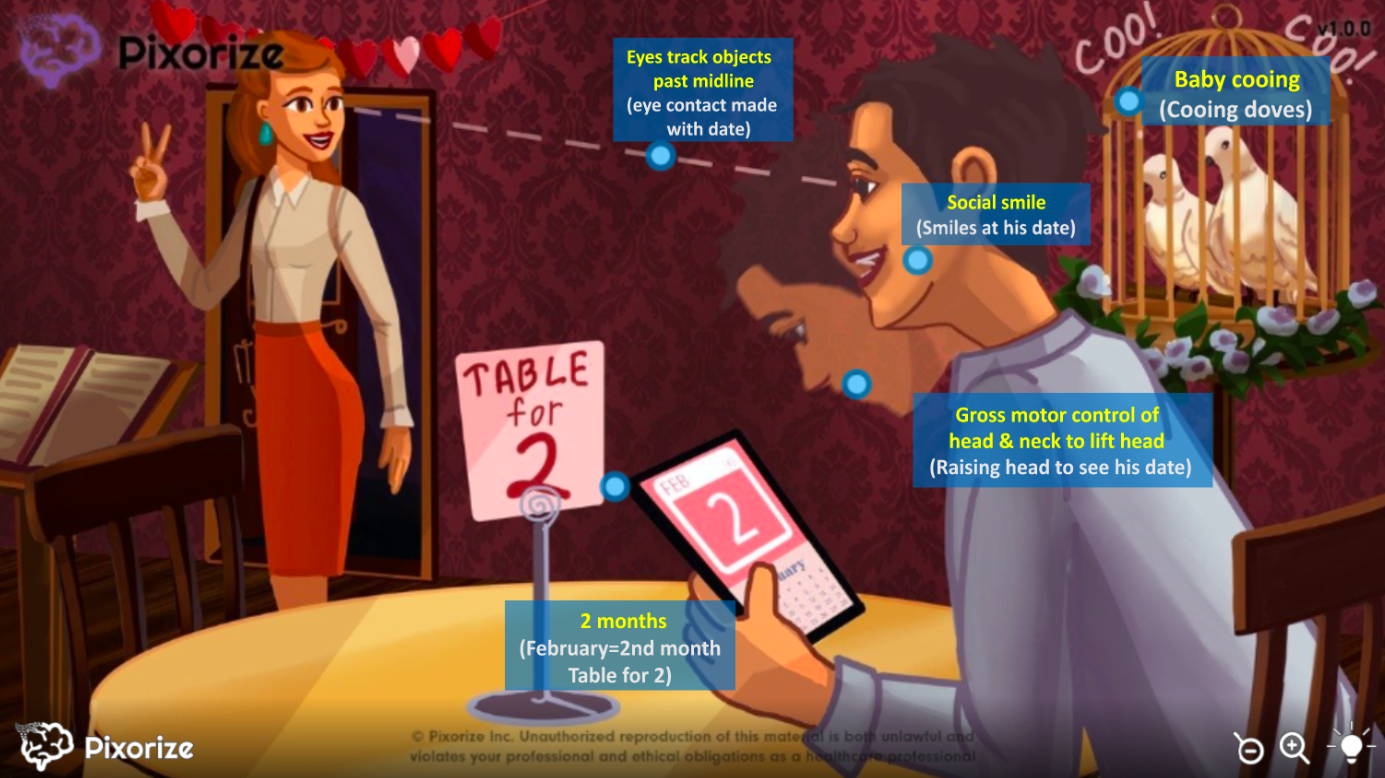 Pixorize
v1.0.0
COO!
COO!
Eyes track objects
past midline
(eye contact made
with date)
Baby cooing
(Cooing doves)
Social smile
(Smiles at his date)
TABLE
for
2
Gross motor control of
head & neck to lift head
(Raising head to see his date)
FEB
2
uary
2 months
(February=2nd month
Table for 2)
© Pixorize Inc. Unauthorized reproduction of this material is both unlawful and
violates your professional and ethical obligations as a healthcare professional
Pixorize